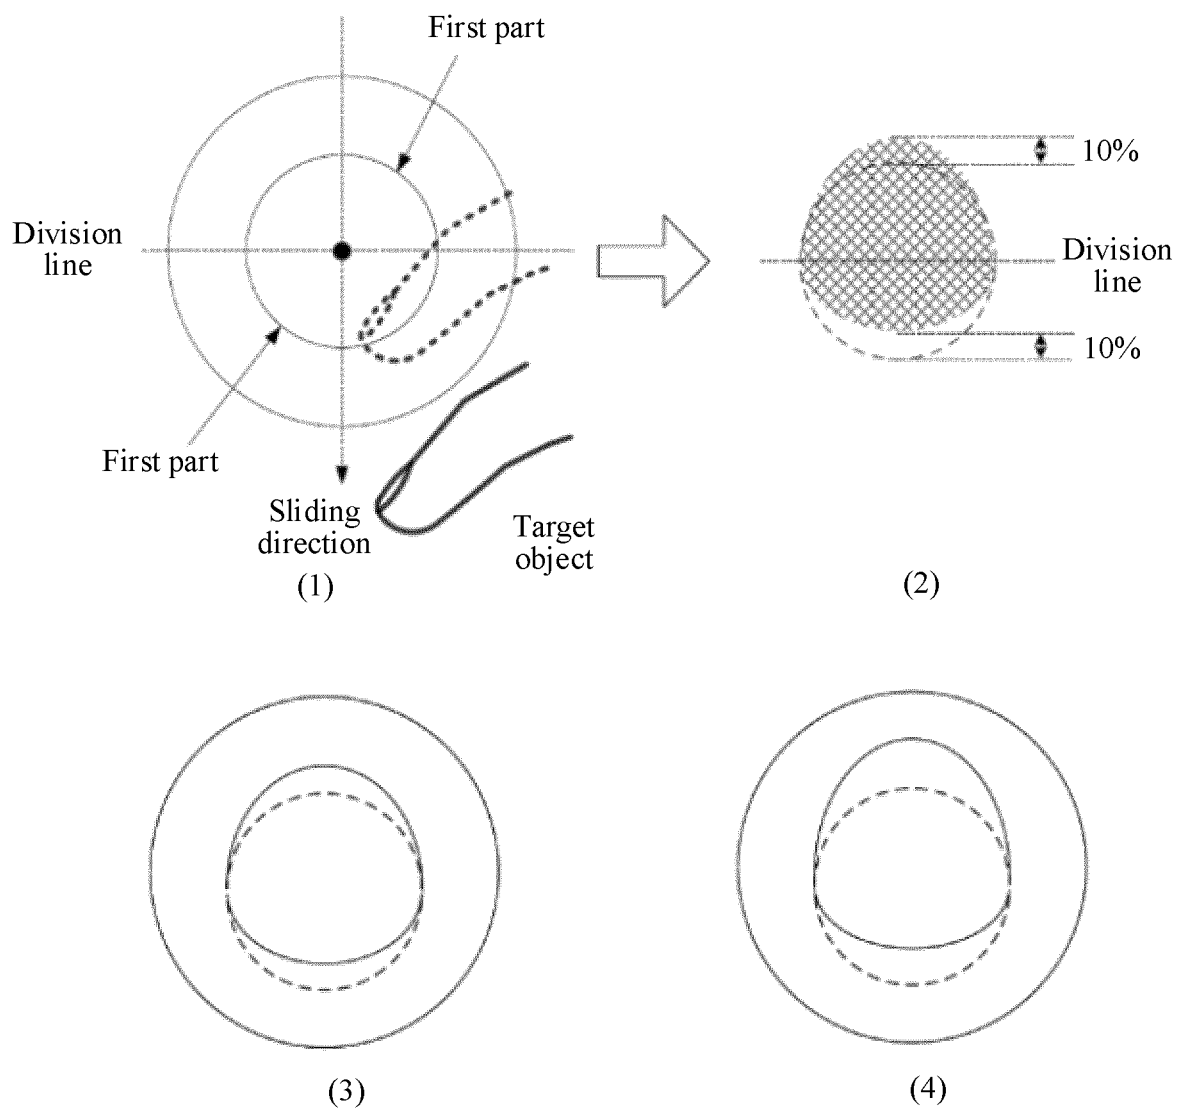 First part
Division
line
First part
Sliding
direction
Target
object
(1)
10%
Division
line
10%
(2)
(3)
(4)